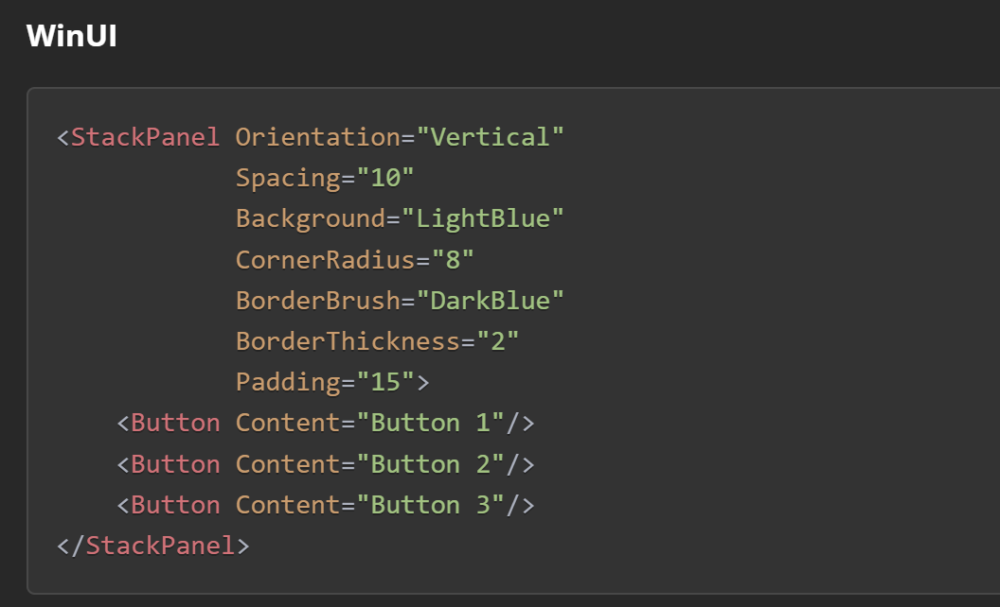 WinUI
<StackPanel Orientation="Vertical"
            Spacing="10"
            Background="LightBlue"
            CornerRadius="8"
            BorderBrush="DarkBlue"
            BorderThickness="2"
            Padding="15">
    <Button Content="Button 1"/>
    <Button Content="Button 2"/>
    <Button Content="Button 3"/>
</StackPanel>